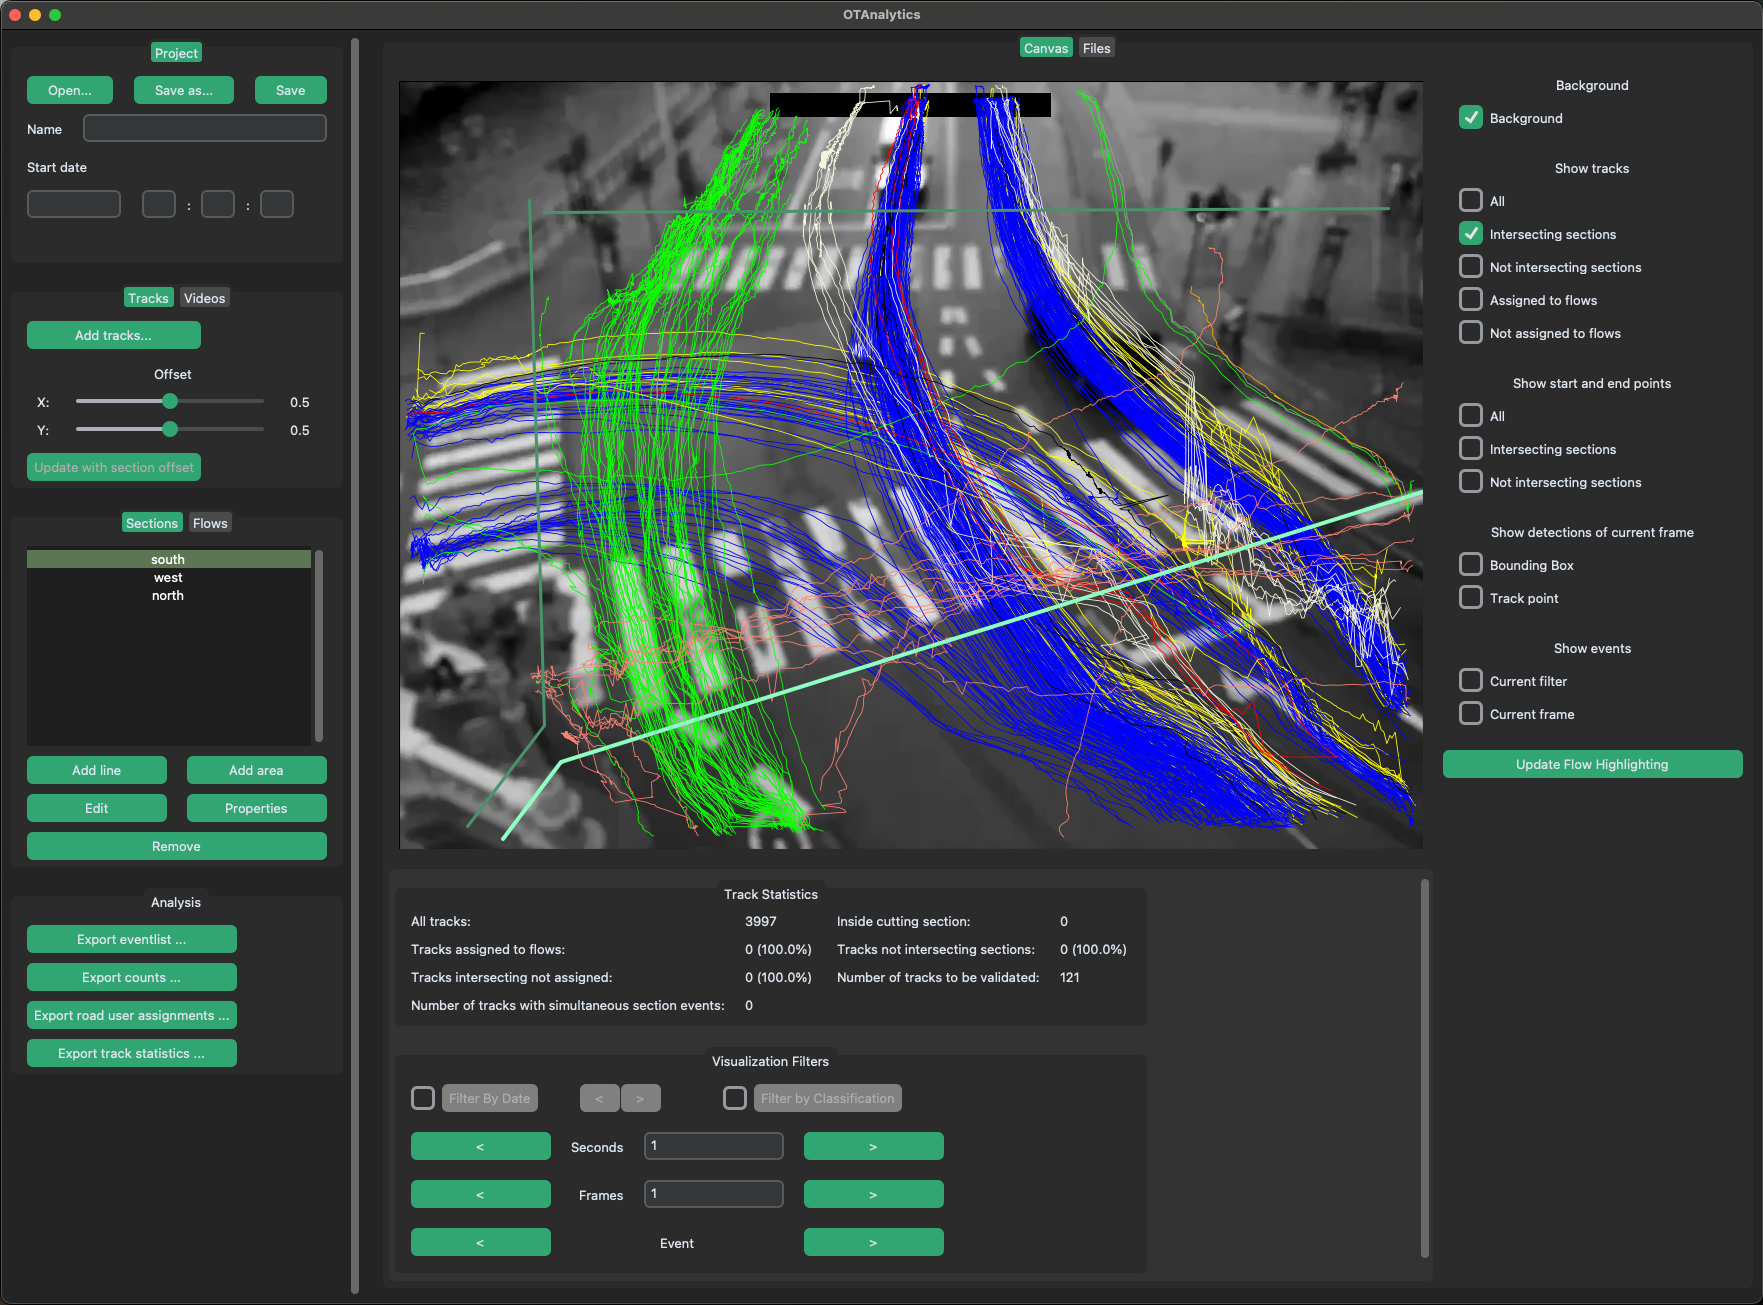 OTAnalytics
Project
Open...
Save as...
Save
Name
Start date
:
:
Tracks
Videos
Add tracks...
Offset
X:
0.5
Y:
0.5
Update with section offset
Sections
Flows
south
west
north
Add line
Add area
Edit
Properties
Remove
Analysis
Export eventlist ...
Export counts ...
Export road user assignments ...
Export track statistics ...
Canvas
Files
Track Statistics
All tracks:
3997
Inside cutting section:
0
Tracks assigned to flows:
0 (100.0%)
Tracks not intersecting sections:
0 (100.0%)
Tracks intersecting not assigned:
0 (100.0%)
Number of tracks to be validated:
121
Number of tracks with simultaneous section events:
0
Visualization Filters
Filter By Date
<
>
Filter by Classification
<
Seconds
1
>
<
Frames
1
>
<
Event
>
Background
Background
Show tracks
All
Intersecting sections
Not intersecting sections
Assigned to flows
Not assigned to flows
Show start and end points
All
Intersecting sections
Not intersecting sections
Show detections of current frame
Bounding Box
Track point
Show events
Current filter
Current frame
Update Flow Highlighting